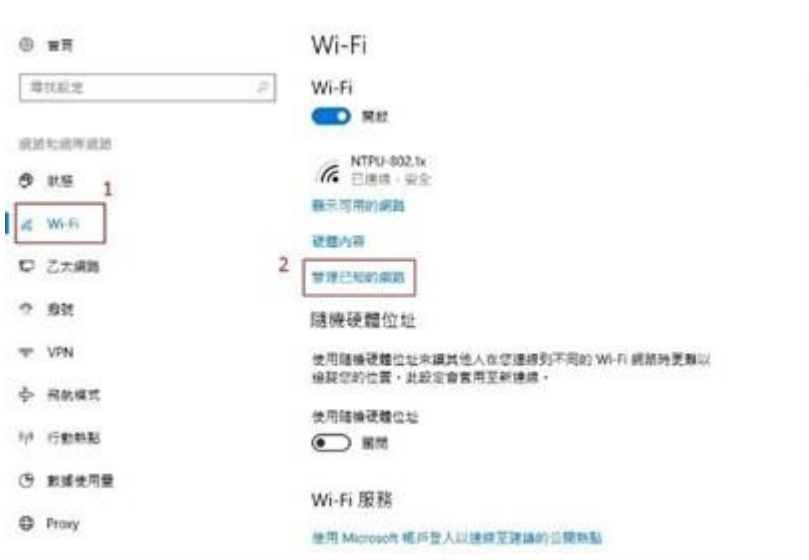 首頁
尋找設定
網路和網際網路
狀態
1
Wi-Fi
乙太網路
撥號
VPN
飛航模式
行動熱點
數據使用量
Proxy
Wi-Fi
Wi-Fi
開啟
NTPU-802.1x
已連線，安全
顯示可用的網路
硬體內容
2
管理已知的網路
隨機硬體位址
使用隨機硬體位址來讓其他人在您連線到不同的 Wi-Fi 網路時更難以
追蹤您的位置。此設定會套用至新連線。
使用隨機硬體位址
關閉
Wi-Fi 服務
使用 Microsoft 帳戶登入以連線至建議的公開熱點